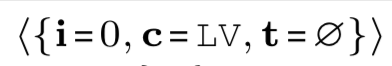 ⟨{i=0, c=LV, t=∅}⟩